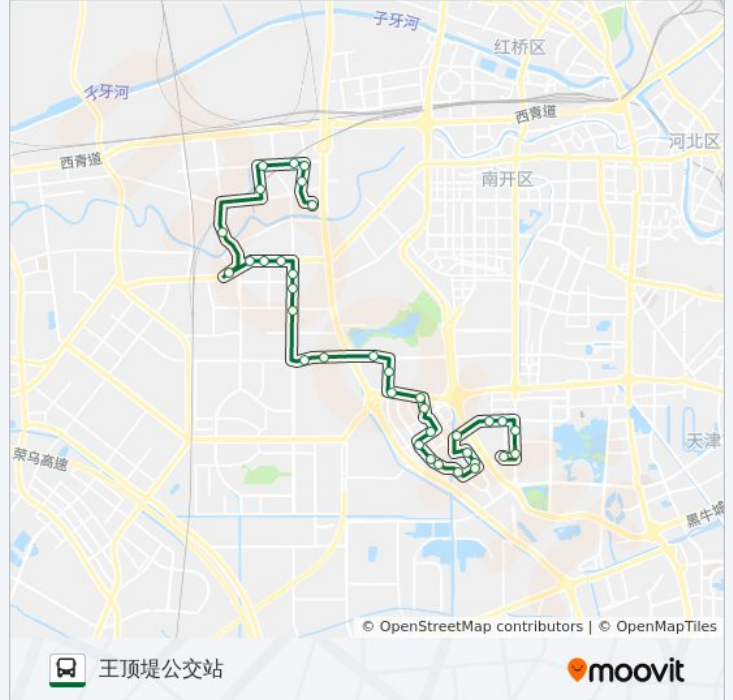 子牙河
红桥区
子牙河
西青道
河北区
西青道
南开区
天津
荣乌高速
黑牛城
© OpenStreetMap contributors | © OpenMapTiles
王顶堤公交站
moovit